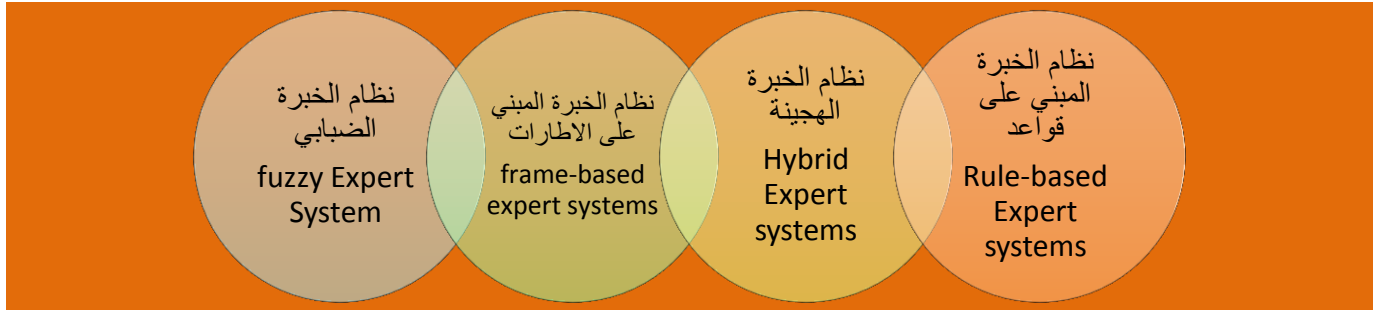 نظام الخبرة
المبني على
قواعد
Rule-based
Expert
systems
نظام الخبرة
الهجينة
Hybrid
Expert
systems
نظام الخبرة المبني
على الاطارات
frame-based
expert systems
نظام الخبرة
الضبابي
fuzzy Expert
System